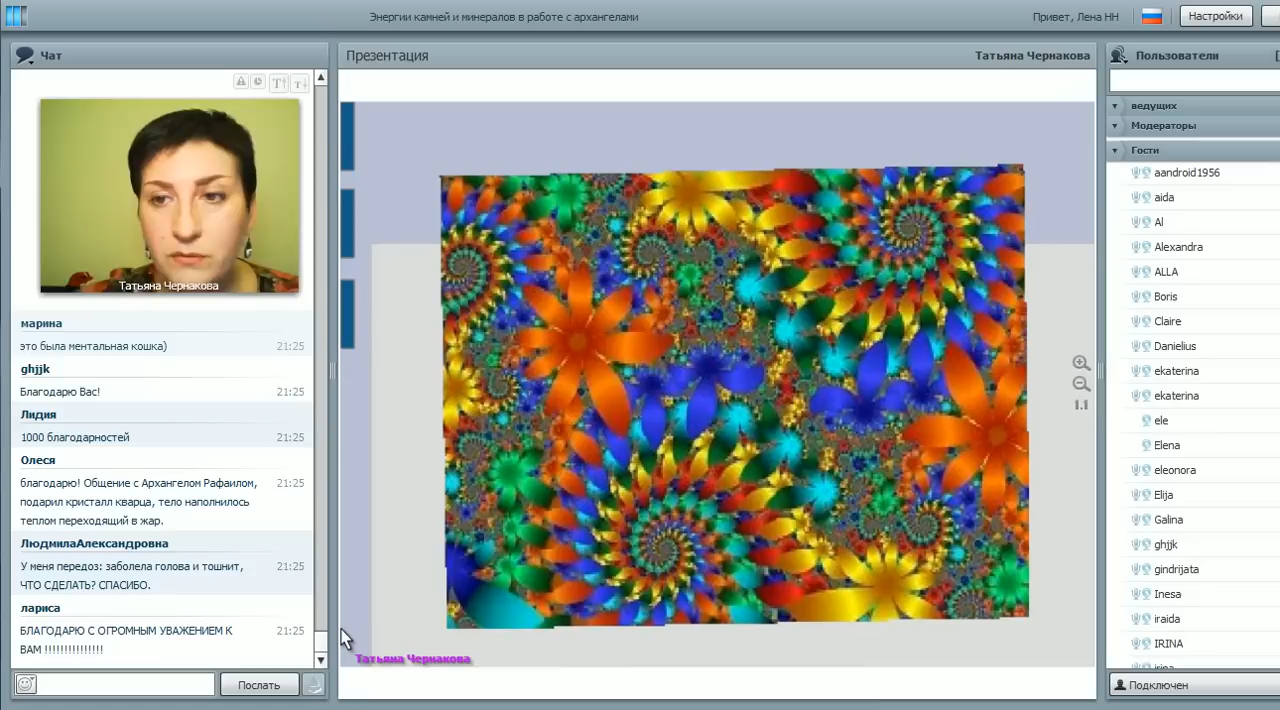 Энергии камней и минералов в работе с архангелами
Привет, Лена НН
Настройки
Чат
Презентация
Татьяна Чернакова
Пользователи
Татьяна Чернакова
марина
это была ментальная кошка) 21:25
ghjjk
Благодарю Вас! 21:25
Лидия
1000 благодарностей 21:25
Олеся
благодарю! Общение с Архангелом Рафаилом, 21:25
подарил кристалл кварца, тело наполнилось
теплом переходящий в жар.
ЛюдмилаАлександровна
У меня передоз: заболела голова и тошнит, 21:25
ЧТО СДЕЛАТЬ? СПАСИБО.
лариса
БЛАГОДАРЮ С ОГРОМНЫМ УВАЖЕНИЕМ К 21:25
ВАМ !!!!!!!!!!!!!!
Послать
1.1
Татьяна Чернакова
ведущих
Модераторы
Гости
aandroid1956
aida
Al
Alexandra
ALLA
Boris
Claire
Danielius
ekaterina
ekaterina
ele
Elena
eleonora
Elija
Galina
ghjjk
gindrijata
Inesa
iraida
IRINA
irina
Подключен